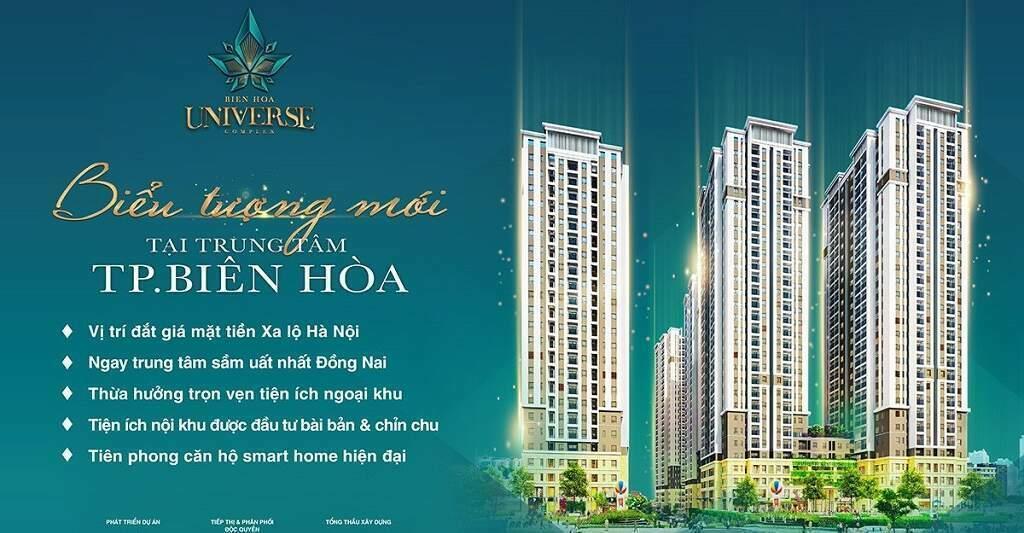 BIEN HOA
UNIVERSE
COMPLEX
Biểu tượng mới
TẠI TRUNG TÂM
TP.BIÊN HÒA
Vị trí đắt giá mặt tiền Xa lộ Hà Nội
Ngay trung tâm sầm uất nhất Đồng Nai
Thừa hưởng trọn vẹn tiện ích ngoại khu
Tiện ích nội khu được đầu tư bài bản & chỉn chu
Tiên phong căn hộ smart home hiện đại
PHÁT TRIỂN DỰ ÁN
TIẾP THỊ & PHÂN PHỐI
ĐỘC QUYỀN
TỔNG THẦU XÂY DỰNG